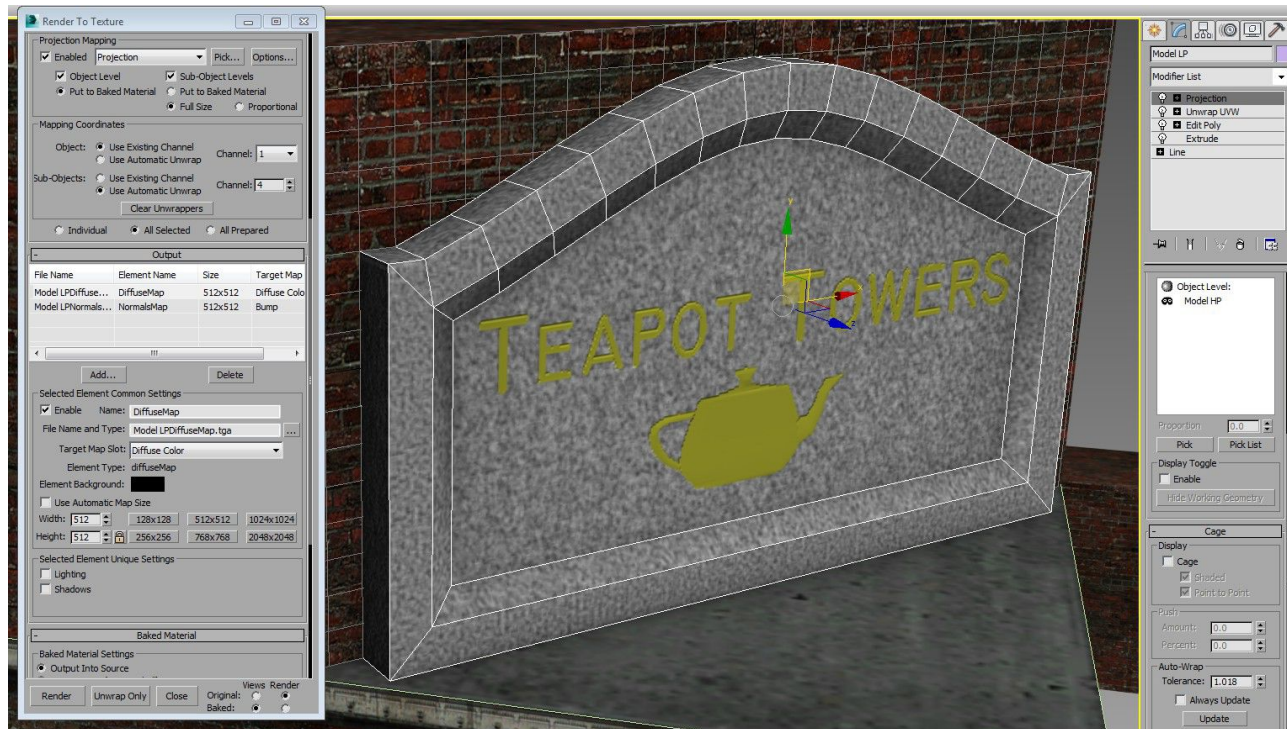 Render To Texture
Projection Mapping
Enabled Projection Pick... Options...
Object Level Sub-Object Levels
Put to Baked Material Put to Baked Material
Full Size Proportional
Mapping Coordinates
Object: Use Existing Channel Channel: 1
Use Automatic Unwrap
Sub-Objects: Use Existing Channel Channel: 4
Use Automatic Unwrap
Clear Unwrappers
Individual All Selected All Prepared
- Output
File Name Element Name Size Target Map
Model LPDiffuse... DiffuseMap 512x512 Diffuse Colo
Model LPNormals... NormalsMap 512x512 Bump
Add... Delete
Selected Element Common Settings
Enable Name: DiffuseMap
File Name and Type: Model LPDiffuseMap.tga ...
Target Map Slot: Diffuse Color
Element Type: diffuseMap
Element Background:
Use Automatic Map Size
Width: 512 128x128 512x512 1024x1024
Height: 512 256x256 768x768 2048x2048
Selected Element Unique Settings
Lighting
Shadows
- Baked Material
Baked Material Settings
Output Into Source
Views Render
Render Unwrap Only Close Original:
Baked:
TEAPOT TOWERS
y
z
Model LP
Modifier List
Projection
Unwrap UVW
Edit Poly
Extrude
Line
Object Level:
Model HP
Proportion 0.0
Pick Pick List
Display Toggle
Enable
Hide Working Geometry
- Cage
Display
Cage
Shaded
Point to Point
Push
Amount: 0.0
Percent: 0.0
Auto-Wrap
Tolerance: 1.018
Always Update
Update